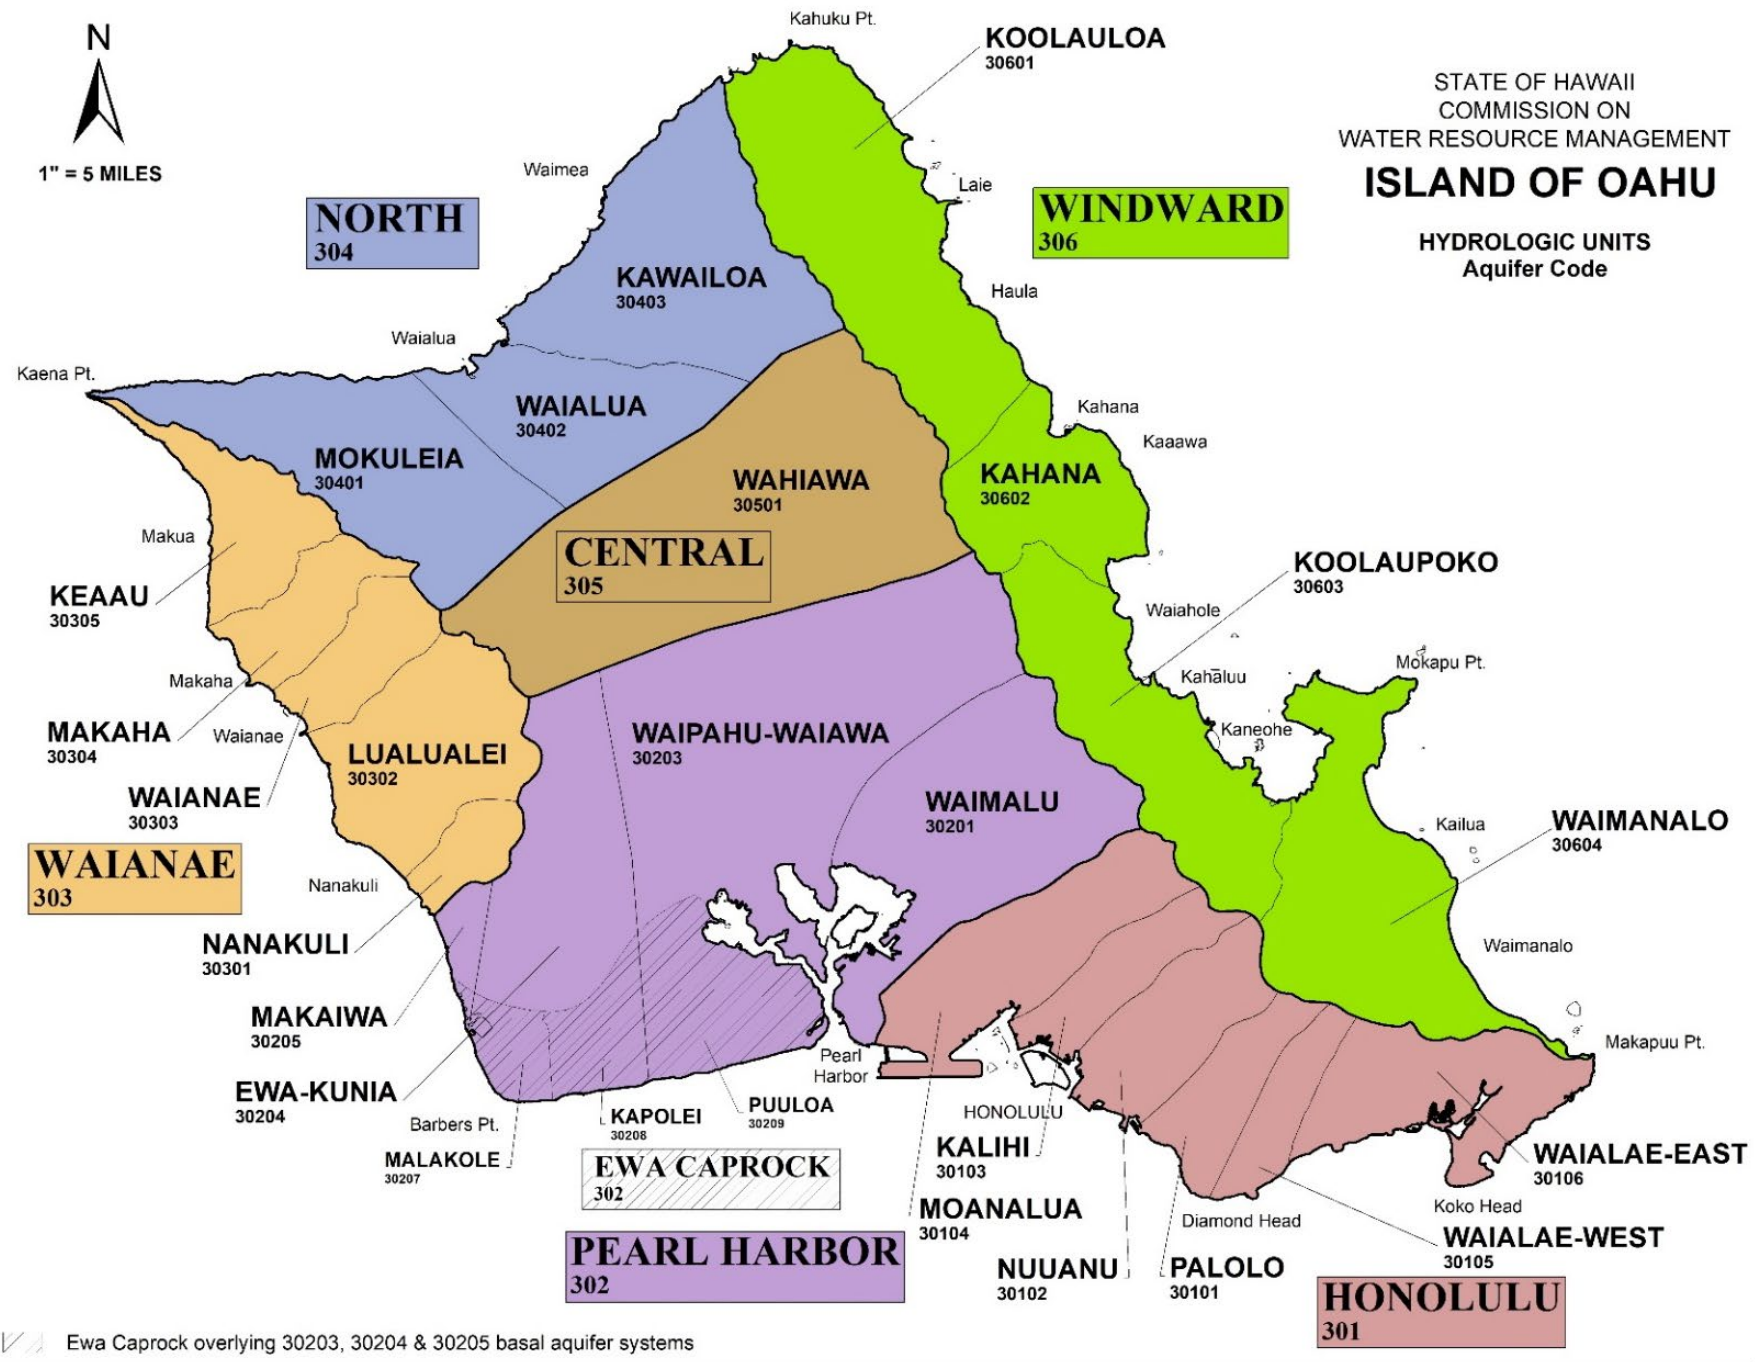 Kahuku Pt.
N
KOOLAULOA
30601
STATE OF HAWAII
COMMISSION ON
WATER RESOURCE MANAGEMENT
ISLAND OF OAHU
HYDROLOGIC UNITS
Aquifer Code
1" = 5 MILES
Waimea
Laie
NORTH
304
WINDWARD
306
KAWAILOA
30403
Haula
Waialua
Kaena Pt.
WAIALUA
30402
Kahana
Kaaawa
MOKULEIA
30401
WAHIAWA
30501
KAHANA
30602
Makua
CENTRAL
305
KOOLAUPOKO
30603
KEAAU
30305
Waiahole
Makaha
Kahāluu
Mokapu Pt.
MAKAHA
30304
Waianae
WAIPAHU-WAIAWA
30203
Kaneohe
LUALUALEI
30302
WAIANAE
30303
WAIMALU
30201
Kailua
WAIMANALO
30604
WAIANAE
303
Nanakuli
NANAKULI
30301
Waimanalo
MAKAIWA
30205
Makapuu Pt.
Pearl
Harbor
EWA-KUNIA
30204
Barbers Pt.
KAPOLEI
30208
PUULOA
30209
HONOLULU
MALAKOLE
30207
EWA CAPROCK
302
KALIHI
30103
WAIALAE-EAST
30106
MOANALUA
30104
Diamond Head
Koko Head
PEARL HARBOR
302
WAIALAE-WEST
30105
NUUANU
30102
PALOLO
30101
HONOLULU
301
Ewa Caprock overlying 30203, 30204 & 30205 basal aquifer systems